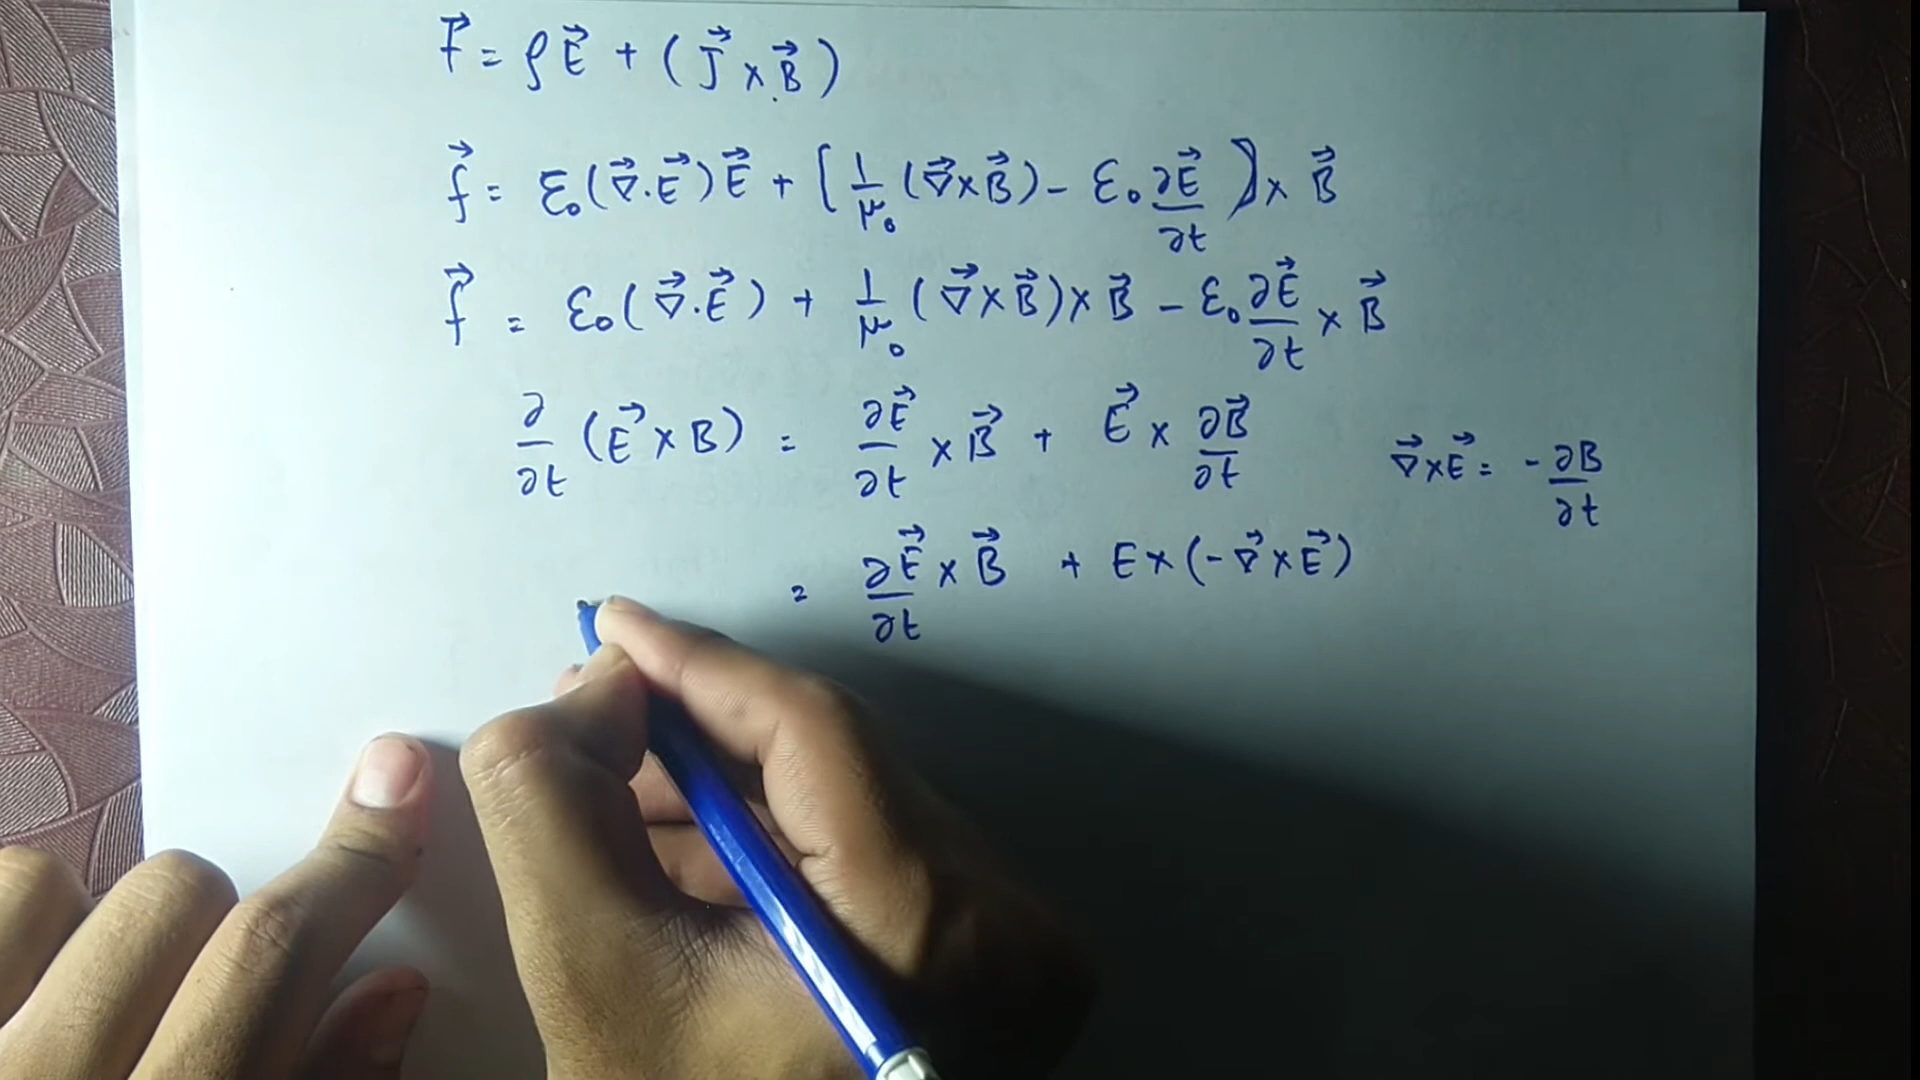 F⃗ = ρE⃗ + (J⃗ × B⃗)
f⃗ = ε₀(∇⃗.E⃗)E⃗ + [1/μ₀ (∇⃗×B⃗) - ε₀ ∂E⃗/∂t] × B⃗
f⃗ = ε₀(∇⃗.E⃗) + 1/μ₀ (∇⃗×B⃗)×B⃗ - ε₀ ∂E⃗/∂t × B⃗
∂/∂t (E⃗ × B) = ∂E⃗/∂t × B⃗ + E⃗ × ∂B⃗/∂t
∇⃗×E⃗ = - ∂B/∂t
= ∂E⃗/∂t × B⃗ + E×(-∇⃗×E⃗)